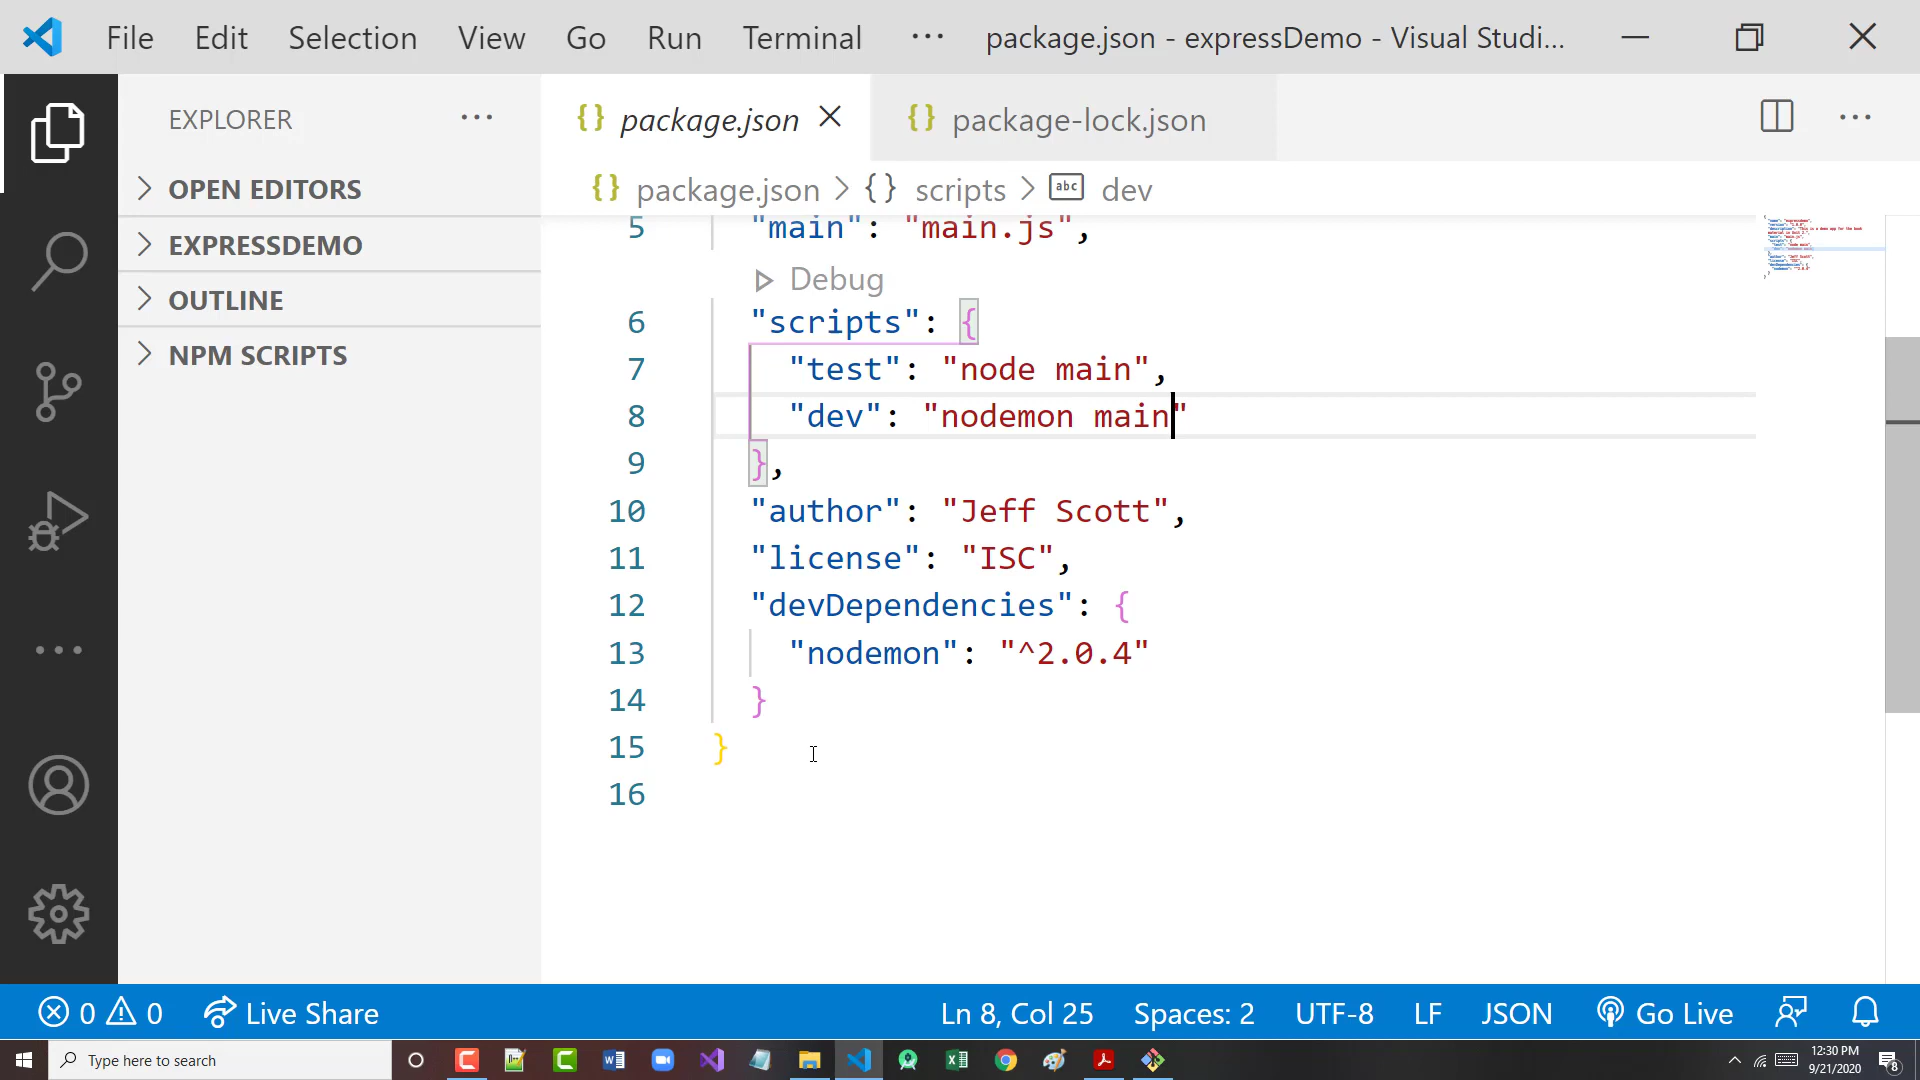 File Edit Selection View Go Run Terminal ··· package.json - expressDemo - Visual Studi...
EXPLORER ···
OPEN EDITORS
EXPRESSDEMO
OUTLINE
NPM SCRIPTS
{} package.json {} package-lock.json ···
{} package.json > {} scripts > abc dev
5 "main": "main.js",
Debug
6 "scripts": {
7 "test": "node main",
8 "dev": "nodemon main"
9 },
10 "author": "Jeff Scott",
11 "license": "ISC",
12 "devDependencies": {
13 "nodemon": "^2.0.4"
14 }
15 }
16
0 0 Live Share Ln 8, Col 25 Spaces: 2 UTF-8 LF JSON Go Live
Type here to search
12:30 PM
9/21/2020
8